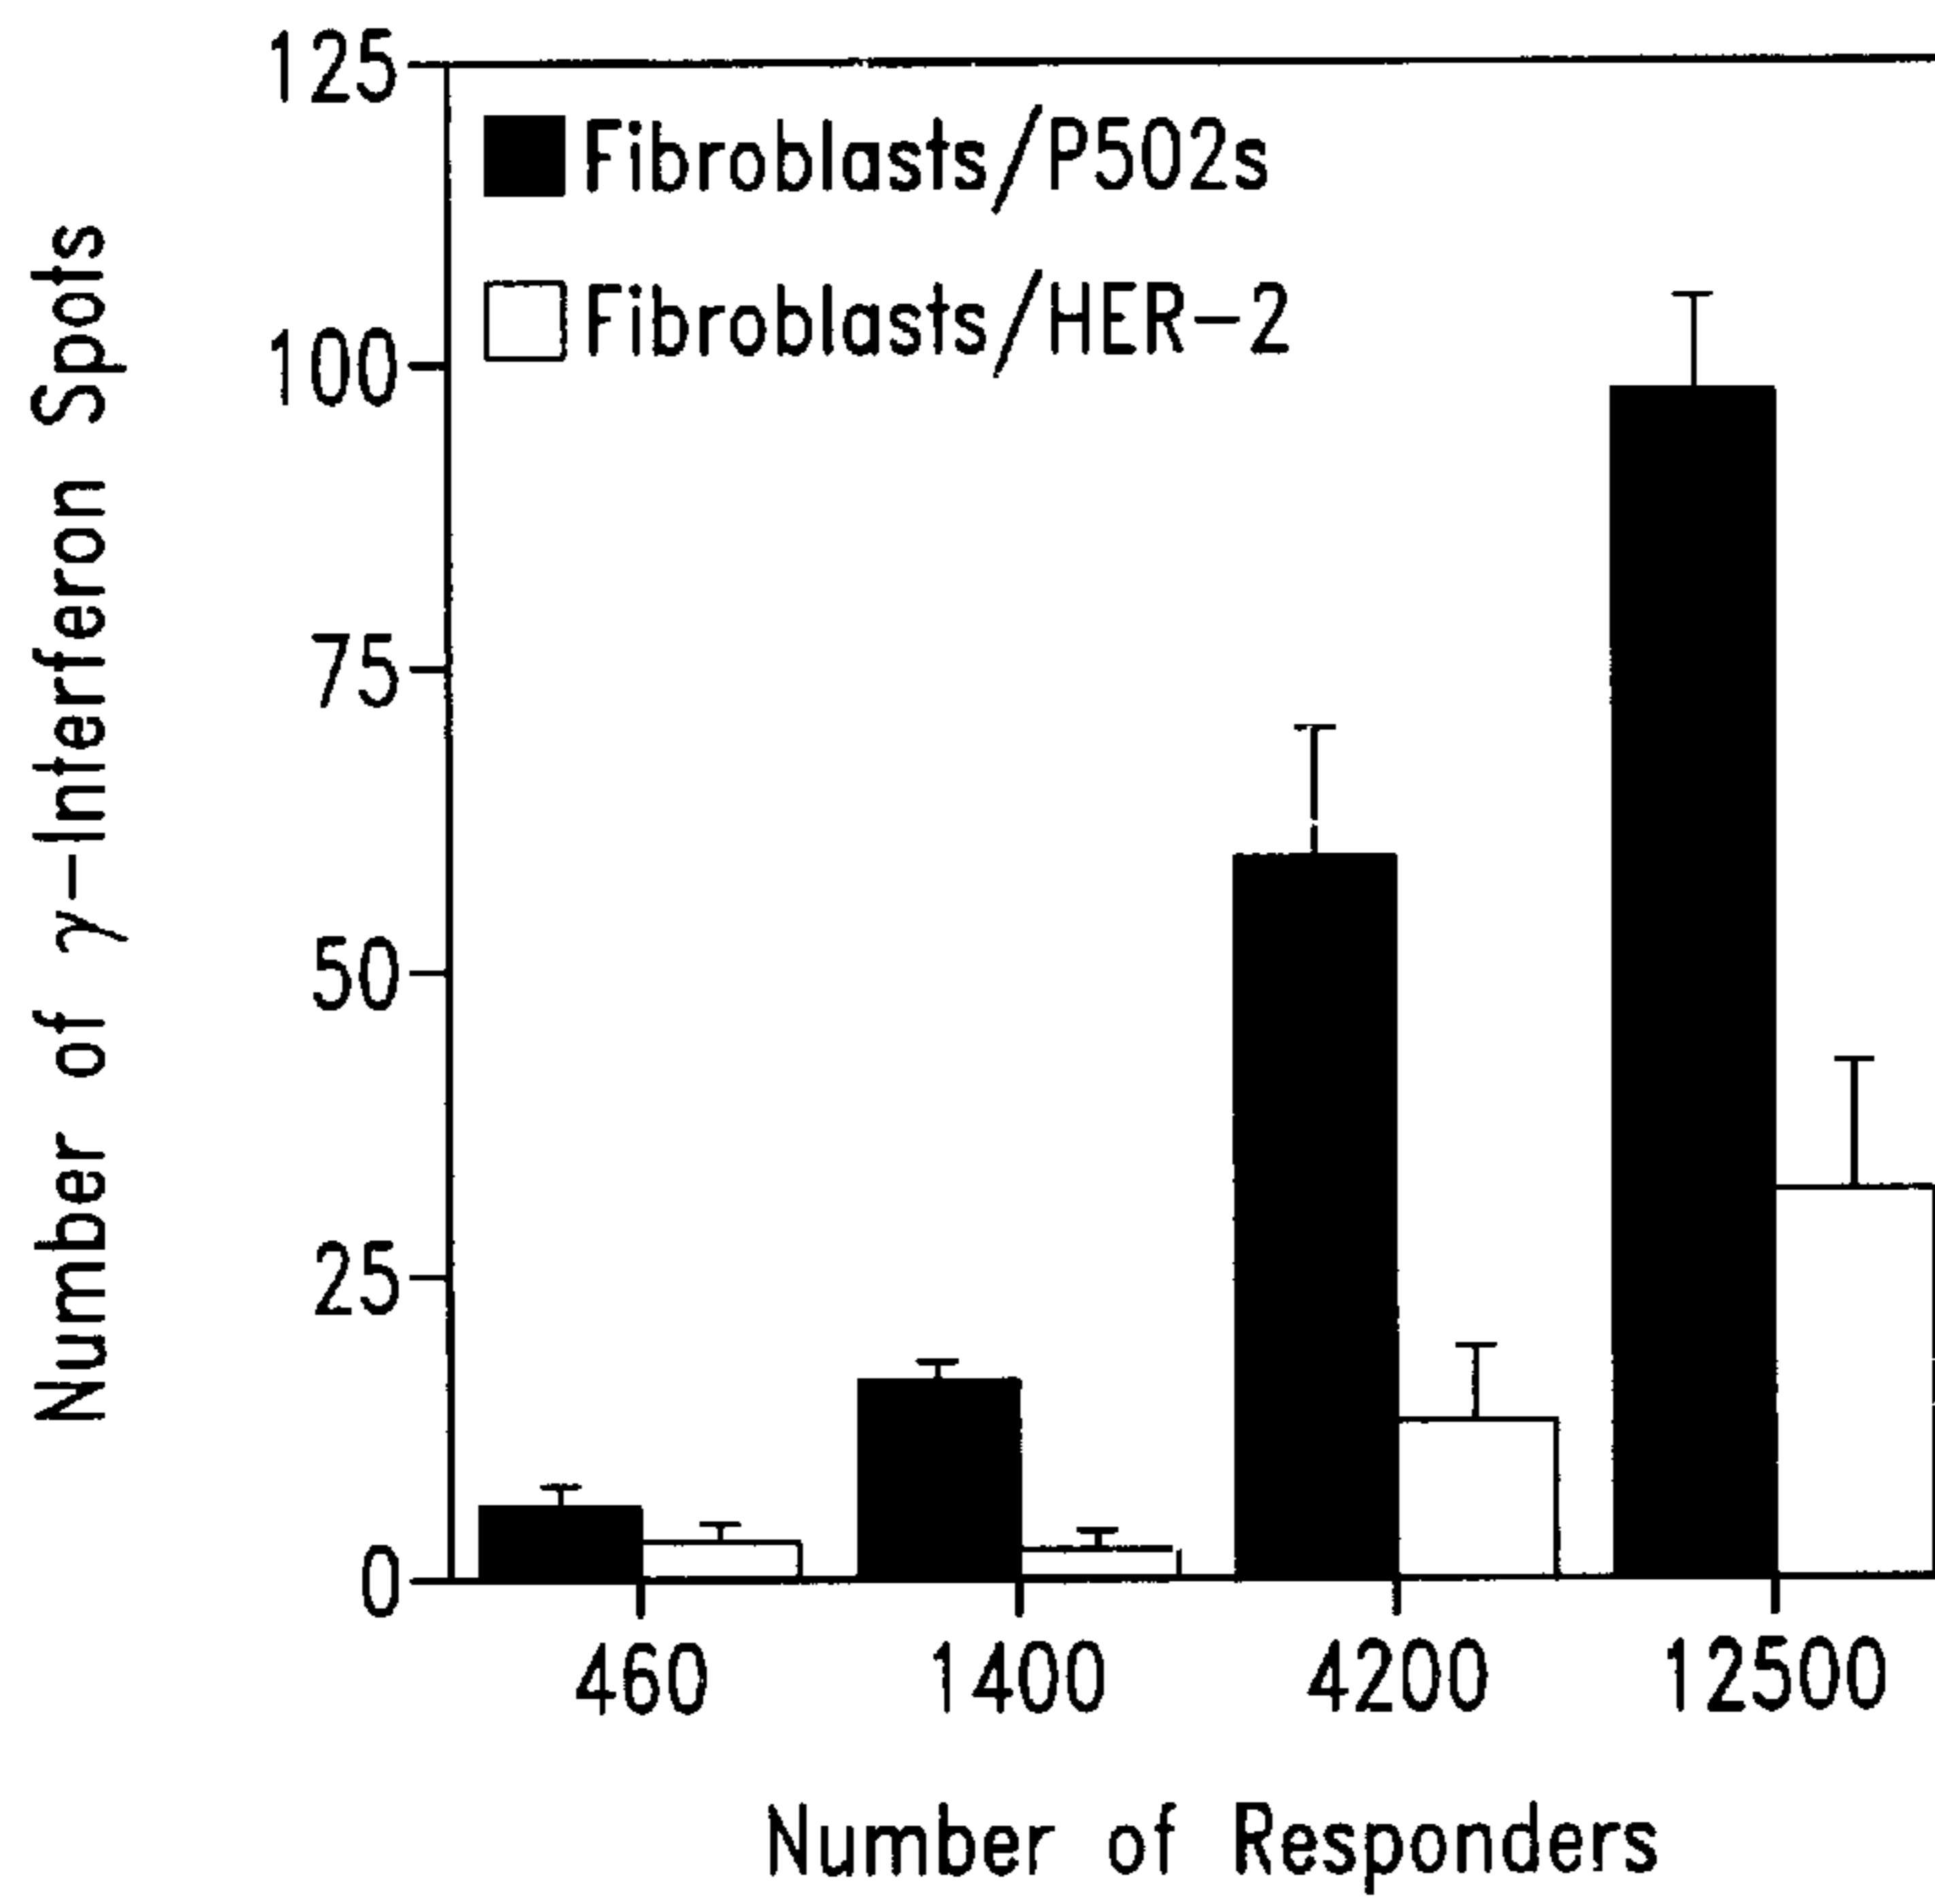 Number of γ-Interferon Spots
125
100
75
50
25
0
Fibroblasts/P502s
Fibroblasts/HER-2
460 1400 4200 12500
Number of Responders